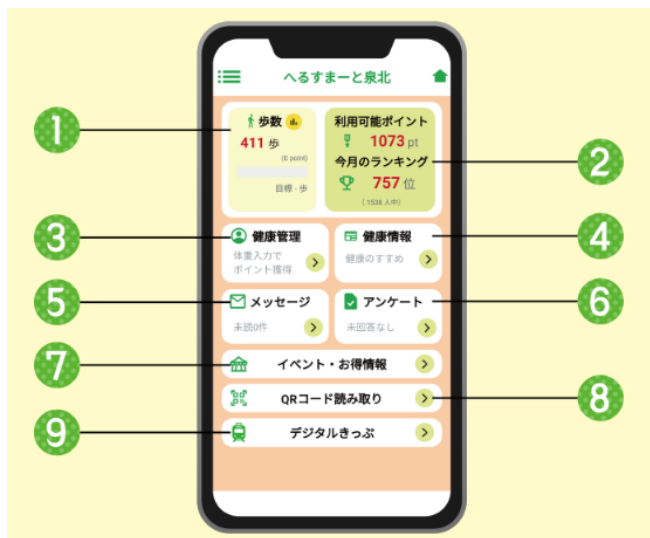 へるすまーと泉北
1
歩数
411 歩
(0 point)
目標 - 歩
利用可能ポイント
1073 pt
今月のランキング
757 位
( 1538 人中)
2
3
健康管理
体重入力で
ポイント獲得
健康情報
健康のすすめ
4
5
メッセージ
未読0件
アンケート
未回答なし
6
7
イベント・お得情報
QRコード読み取り
8
9
デジタルきっぷ